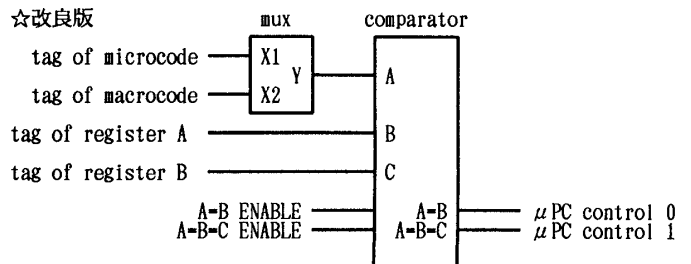 ☆改良版
mux
comparator
tag of microcode
X1
Y
tag of macrocode
X2
A
tag of register A
B
tag of register B
C
A=B ENABLE
A=B
μPC control 0
A=B=C ENABLE
A=B=C
μPC control 1